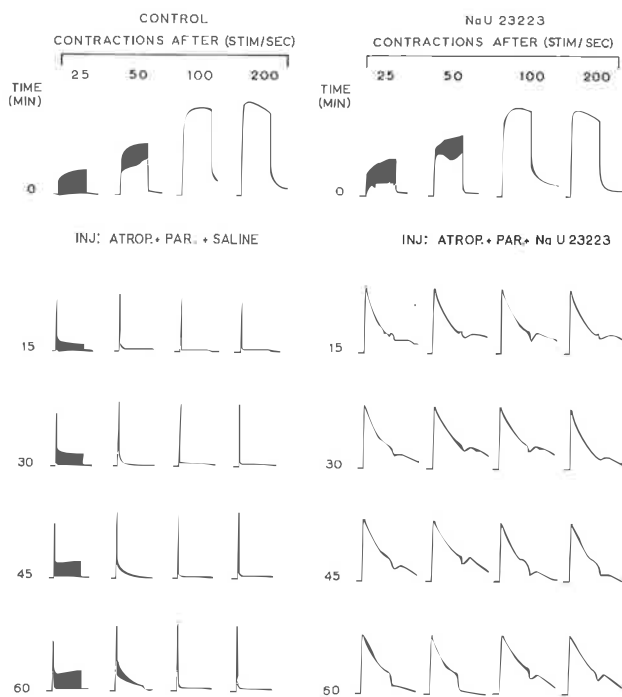 CONTROL
CONTRACTIONS AFTER (STIM/SEC)
25 50 100 200
TIME
(MIN)
0
INJ: ATROP.+ PAR. + SALINE
15
30
45
60
NaU 23223
CONTRACTIONS AFTER (STIM/SEC)
25 50 100 200
TIME
(MIN)
0
INJ: ATROP.+ PAR.+ Na U 23223
15
30
45
60